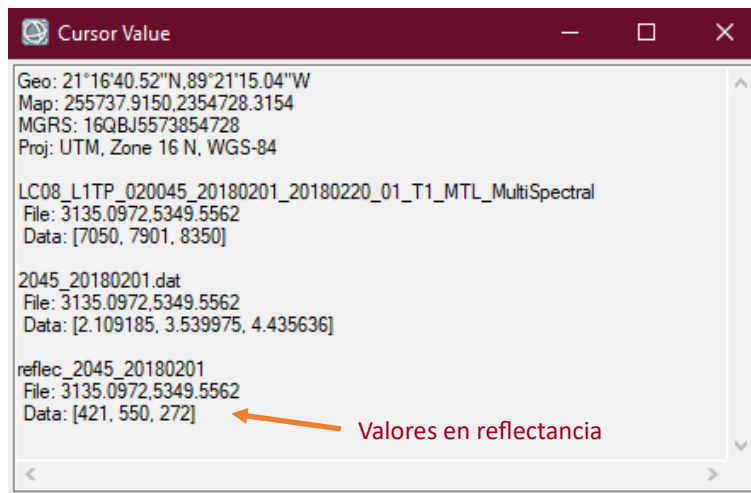 Cursor Value
Geo: 21°16'40.52"N,89°21'15.04"W
Map: 255737.9150,2354728.3154
MGRS: 16QBJ5573854728
Proj: UTM, Zone 16 N, WGS-84
LC08_L1TP_020045_20180201_20180220_01_T1_MTL_MultiSpectral
File: 3135.0972,5349.5562
Data: [7050, 7901, 8350]
2045_20180201.dat
File: 3135.0972,5349.5562
Data: [2.109185, 3.539975, 4.435636]
reflec_2045_20180201
File: 3135.0972,5349.5562
Data: [421, 550, 272]
Valores en reflectancia